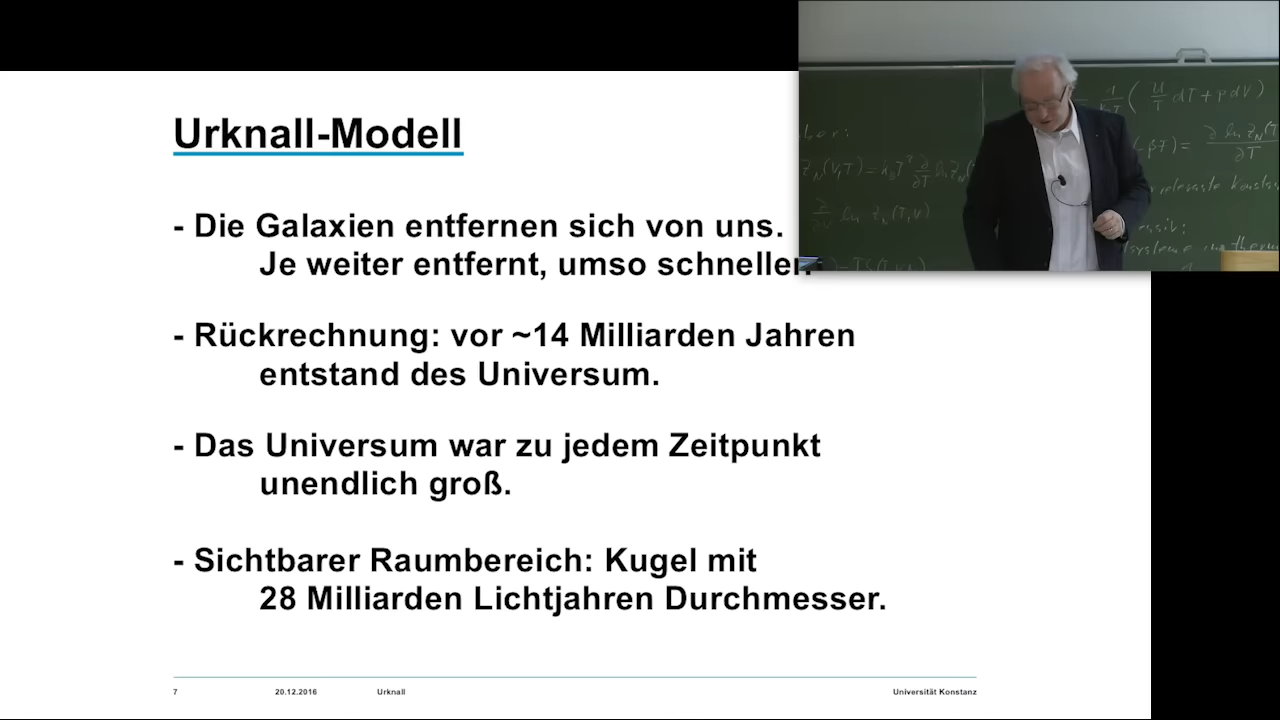 Urknall-Modell
- Die Galaxien entfernen sich von uns.
Je weiter entfernt, umso schneller
- Rückrechnung: vor ~14 Milliarden Jahren
entstand des Universum.
- Das Universum war zu jedem Zeitpunkt
unendlich groß.
- Sichtbarer Raumbereich: Kugel mit
28 Milliarden Lichtjahren Durchmesser.
7 20.12.2016 Urknall Universität Konstanz